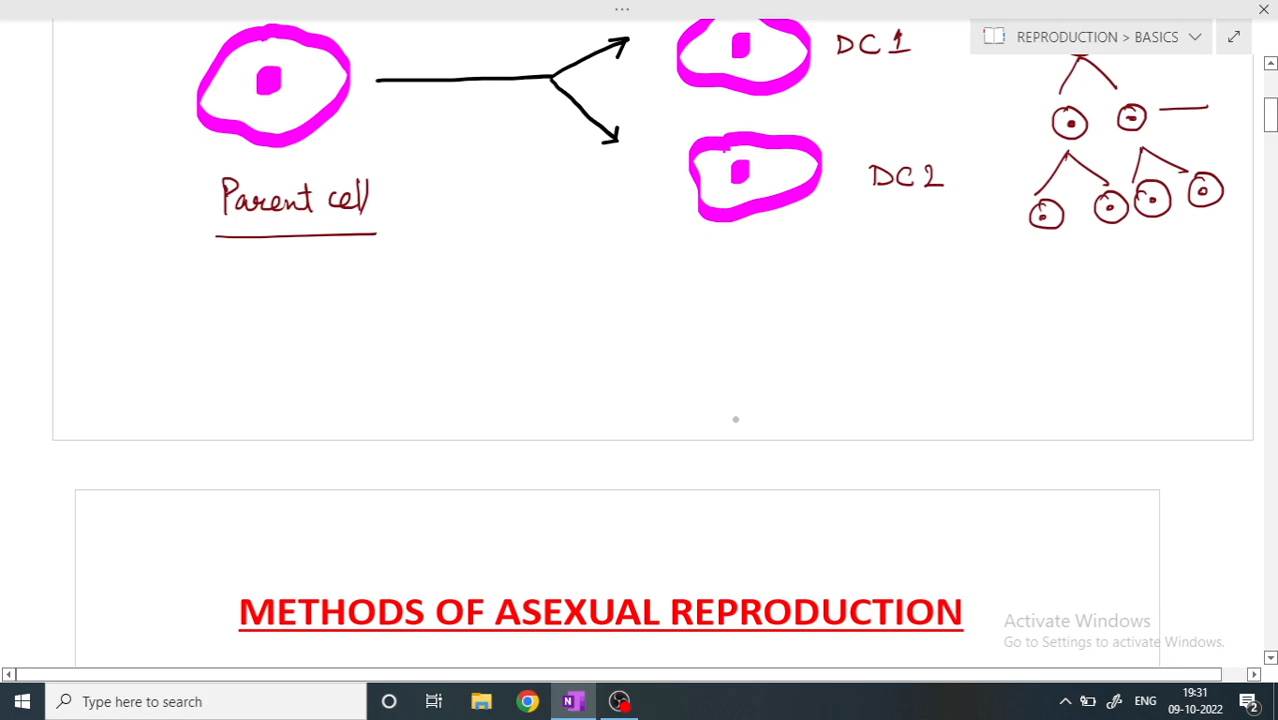 REPRODUCTION > BASICS
DC 1
DC 2
Parent cell
METHODS OF ASEXUAL REPRODUCTION
Activate Windows
Go to Settings to activate Windows.
Type here to search
ENG
19:31
09-10-2022
2